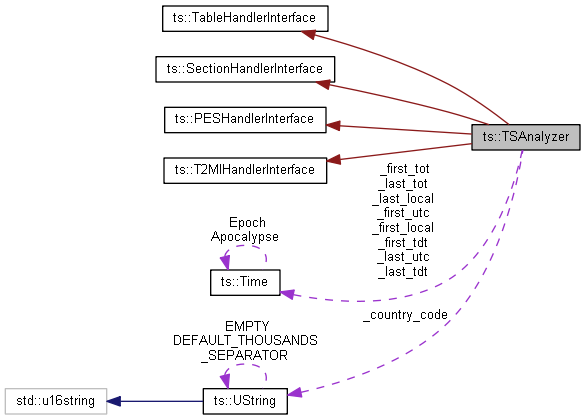 ts::TableHandlerInterface
ts::SectionHandlerInterface
ts::PESHandlerInterface
ts::TSAnalyzer
ts::T2MIHandlerInterface
_first_tot
_last_tot
_last_local
_first_utc
_first_local
_first_tdt
_last_utc
_last_tdt
Epoch
Apocalypse
ts::Time
_country_code
EMPTY
DEFAULT_THOUSANDS
_SEPARATOR
std::u16string
ts::UString